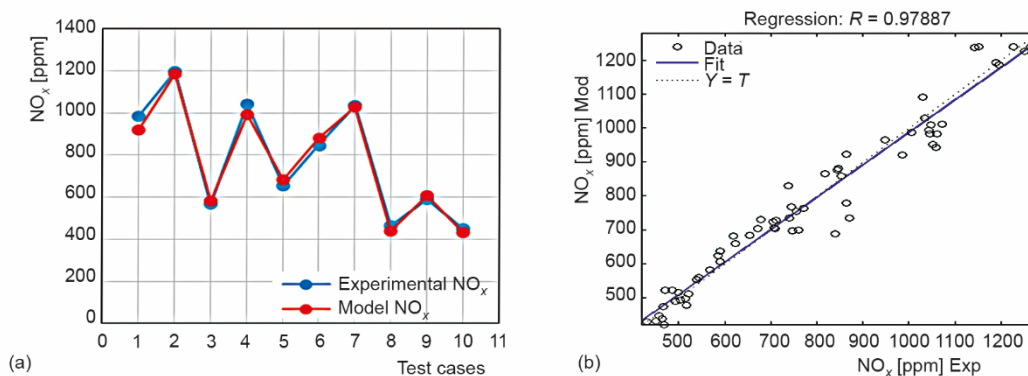 1400
1200
1000
800
600
400
200
0
NOₓ [ppm]
Experimental NOₓ
Model NOₓ
0 1 2 3 4 5 6 7 8 9 10 11
Test cases
(a)
Regression: R = 0.97887
Data
Fit
Y = T
1200
1100
1000
900
800
700
600
500
NOₓ [ppm] Mod
500 600 700 800 900 1000 1100 1200
NOₓ [ppm] Exp
(b)